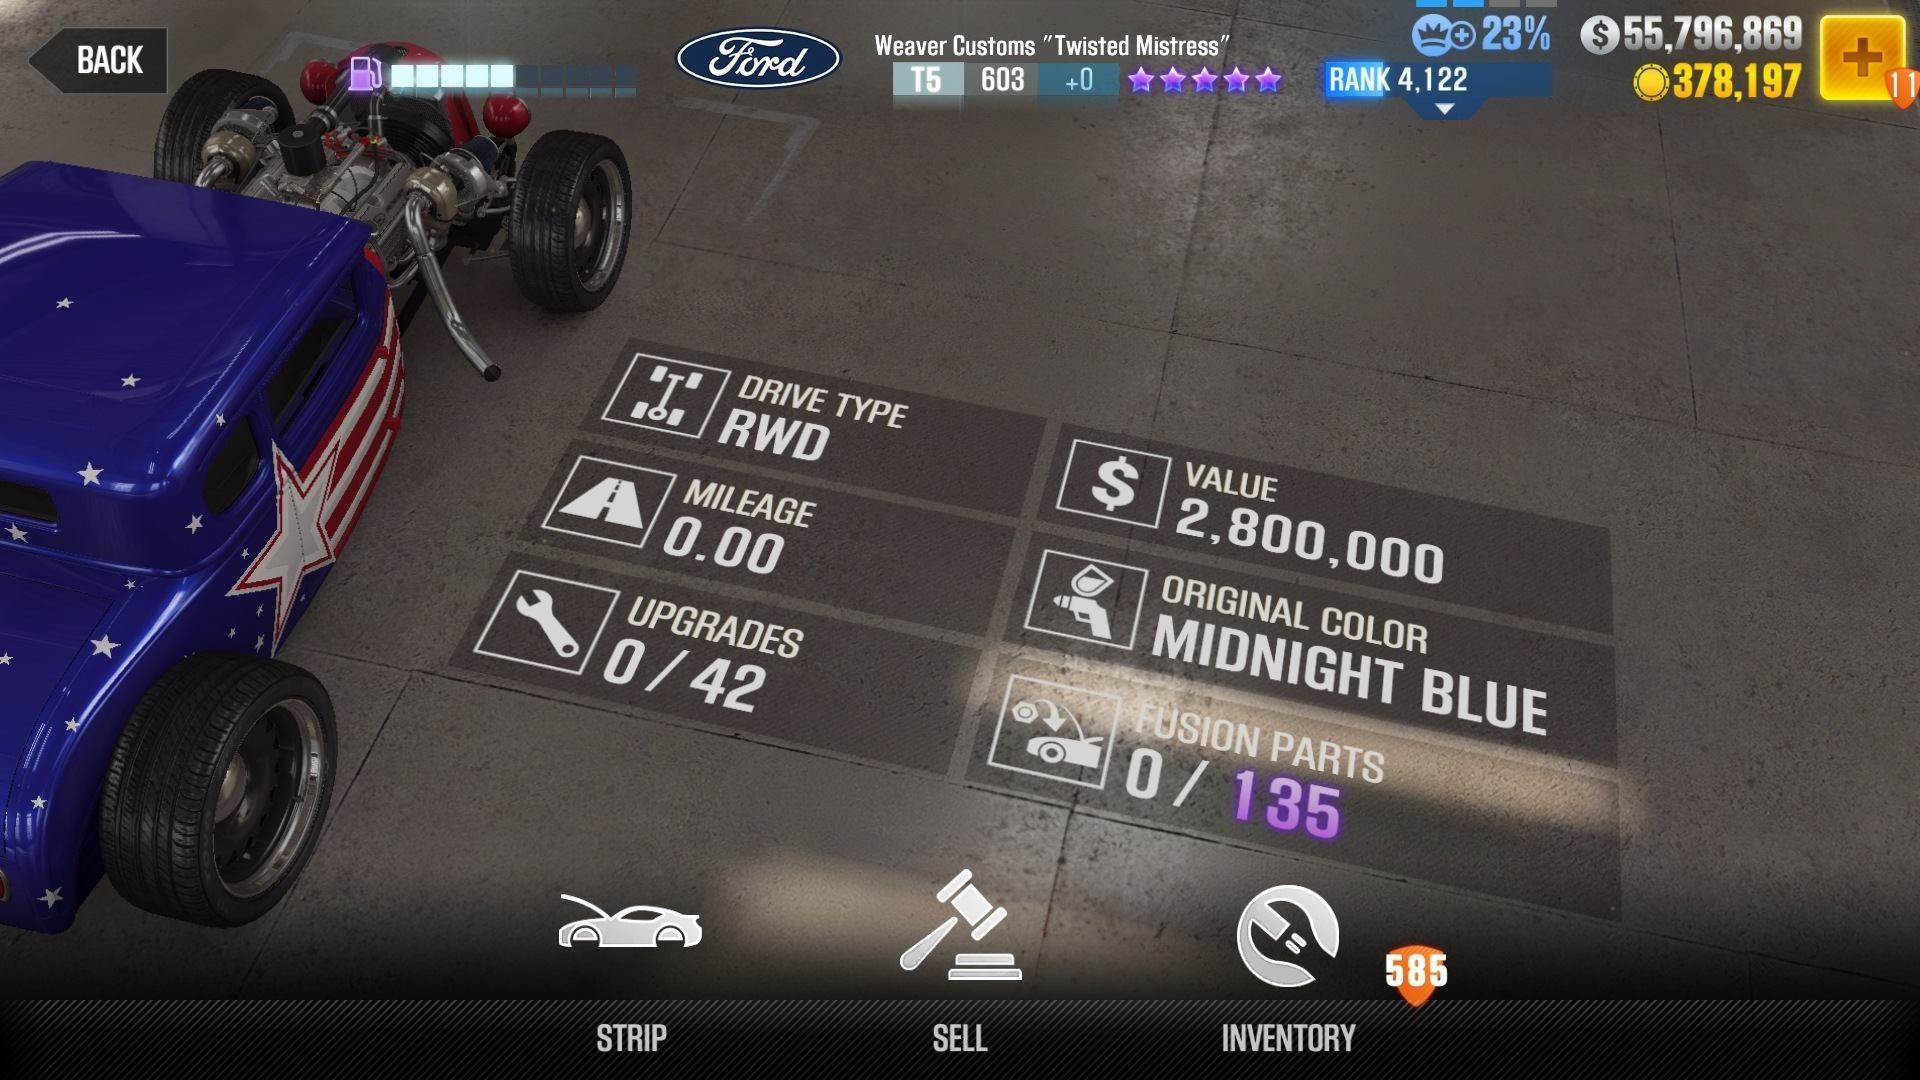 BACK
Ford
Weaver Customs "Twisted Mistress"
T5 603 +0
23%
RANK 4,122
$55,796,869
378,197
11
DRIVE TYPE
RWD
MILEAGE
0.00
UPGRADES
0 / 42
$ VALUE
2,800,000
ORIGINAL COLOR
MIDNIGHT BLUE
FUSION PARTS
0 / 135
585
STRIP
SELL
INVENTORY